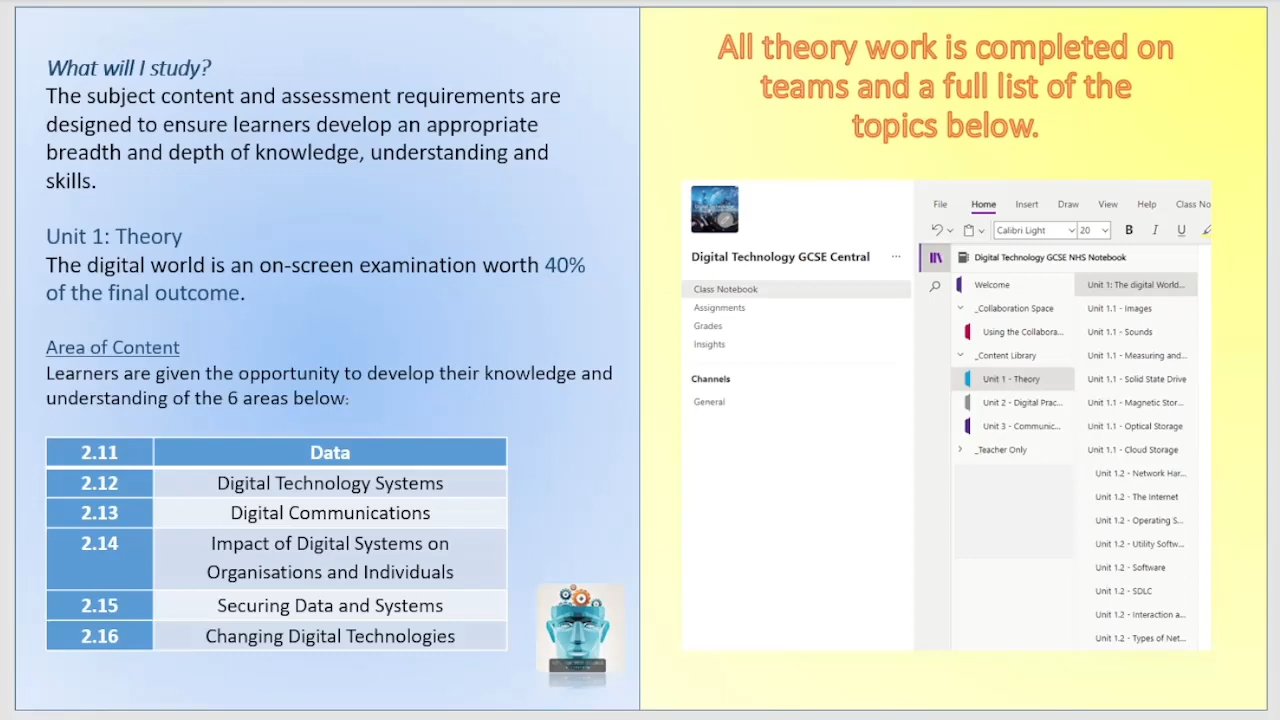 What will I study?
The subject content and assessment requirements are
designed to ensure learners develop an appropriate
breadth and depth of knowledge, understanding and
skills.
Unit 1: Theory
The digital world is an on-screen examination worth 40%
of the final outcome.
Area of Content
Learners are given the opportunity to develop their knowledge and
understanding of the 6 areas below:
2.11 Data
2.12 Digital Technology Systems
2.13 Digital Communications
2.14 Impact of Digital Systems on
Organisations and Individuals
2.15 Securing Data and Systems
2.16 Changing Digital Technologies
All theory work is completed on
teams and a full list of the
topics below.
Digital Technology GCSE Central ...
Class Notebook
Assignments
Grades
Insights
Channels
General
File Home Insert Draw View Help Class No
Calibri Light 20 B I U
Digital Technology GCSE NHS Notebook
Welcome
_Collaboration Space
Using the Collabora...
_Content Library
Unit 1 - Theory
Unit 2 - Digital Prac...
Unit 3 - Communic...
_Teacher Only
Unit 1: The digital World...
Unit 1.1 - Images
Unit 1.1 - Sounds
Unit 1.1 - Measuring and...
Unit 1.1 - Solid State Drive
Unit 1.1 - Magnetic Stor...
Unit 1.1 - Optical Storage
Unit 1.1 - Cloud Storage
Unit 1.2 - Network Har...
Unit 1.2 - The Internet
Unit 1.2 - Operating S...
Unit 1.2 - Utility Softw...
Unit 1.2 - Software
Unit 1.2 - SDLC
Unit 1.2 - Interaction a...
Unit 1.2 - Types of Net...